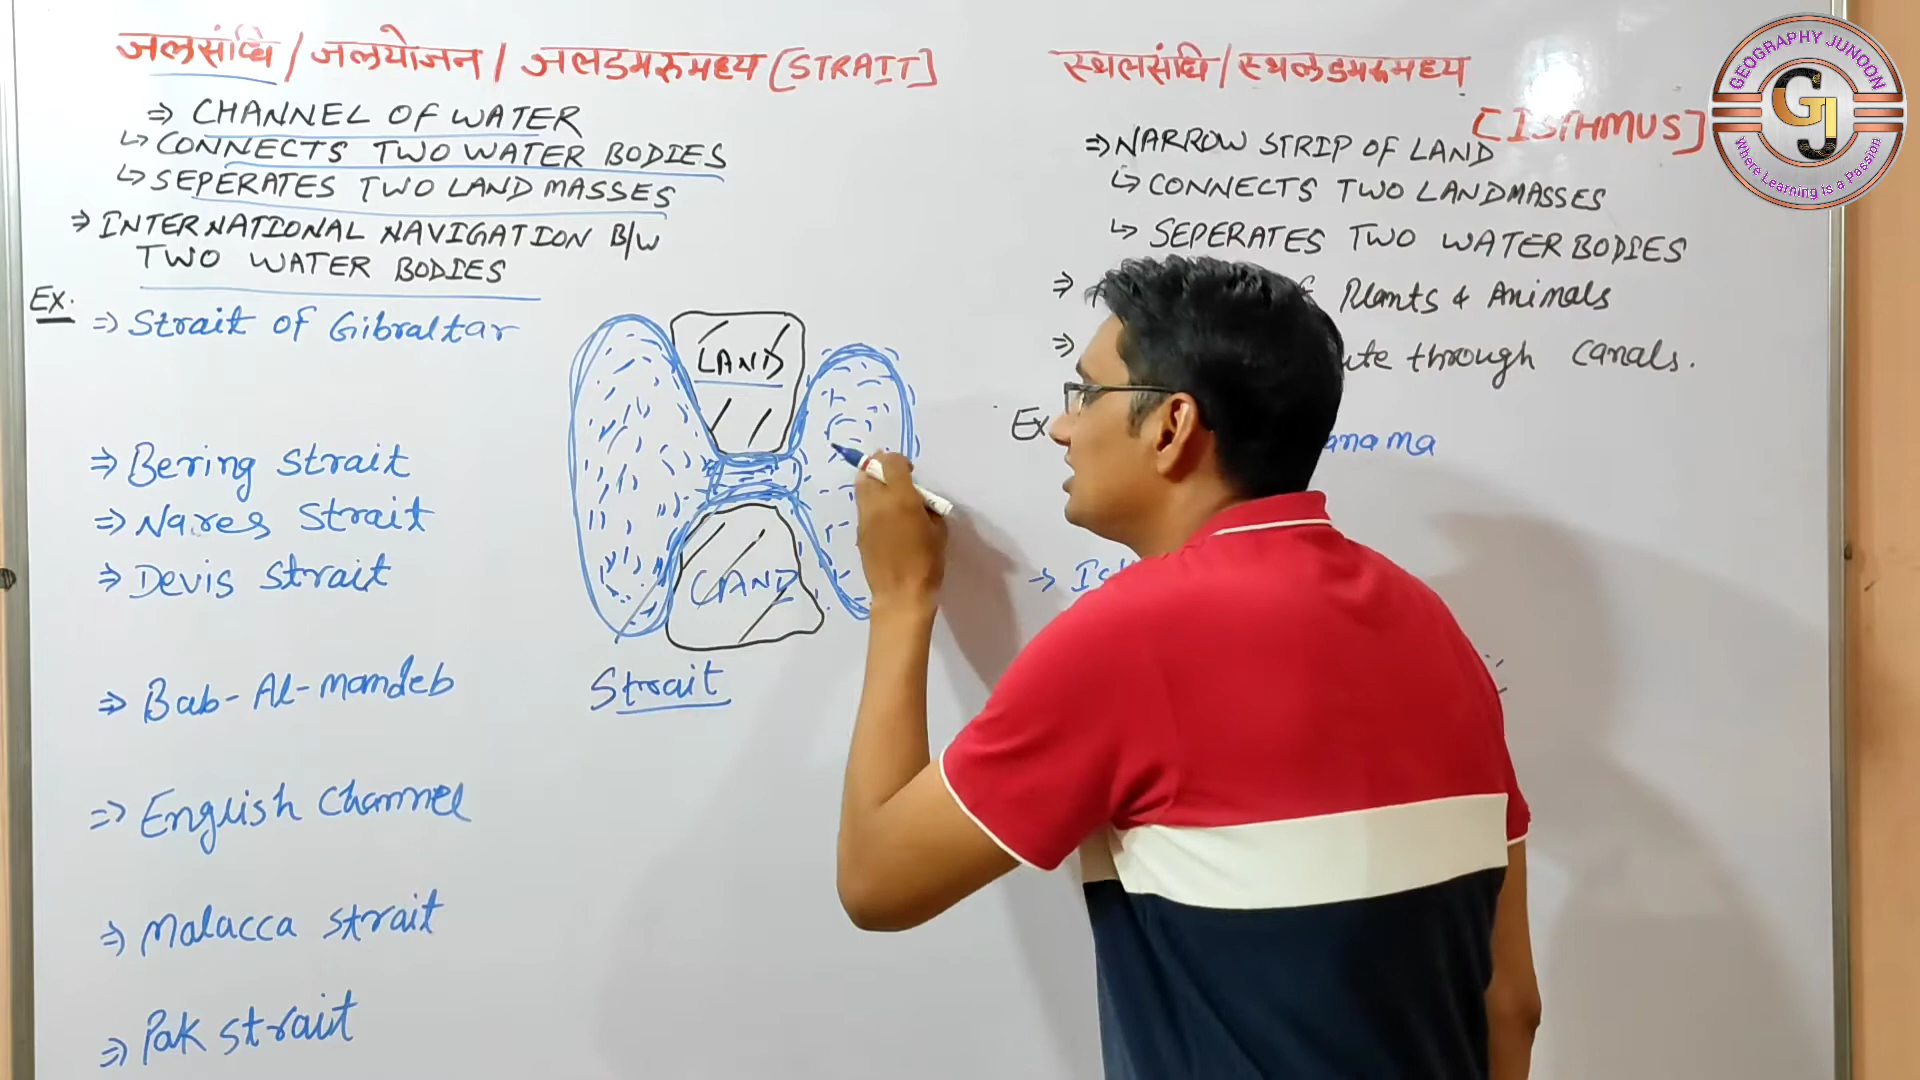 जलसंधि / जलयोजन / जलडमरुमध्य [STRAIT]
⇒ CHANNEL OF WATER
↳ CONNECTS TWO WATER BODIES
↳ SEPERATES TWO LAND MASSES
⇒ INTERNATIONAL NAVIGATION B/W
TWO WATER BODIES
Ex.
⇒ Strait of Gibraltar
⇒ Bering Strait
⇒ Nares Strait
⇒ Devis Strait
⇒ Bab-Al-mandeb
⇒ English Channel
⇒ Malacca Strait
⇒ Pak Strait
LAND
LAND
Strait
स्थलसंधि / स्थलडमरुमध्य
[ISTHMUS]
⇒ NARROW STRIP OF LAND
↳ CONNECTS TWO LANDMASSES
↳ SEPERATES TWO WATER BODIES
⇒ Plants & Animals
⇒ through Canals.
Ex
anama
→ Is
GEOGRAPHY JUNOON
GJ
Where Learning is a Passion